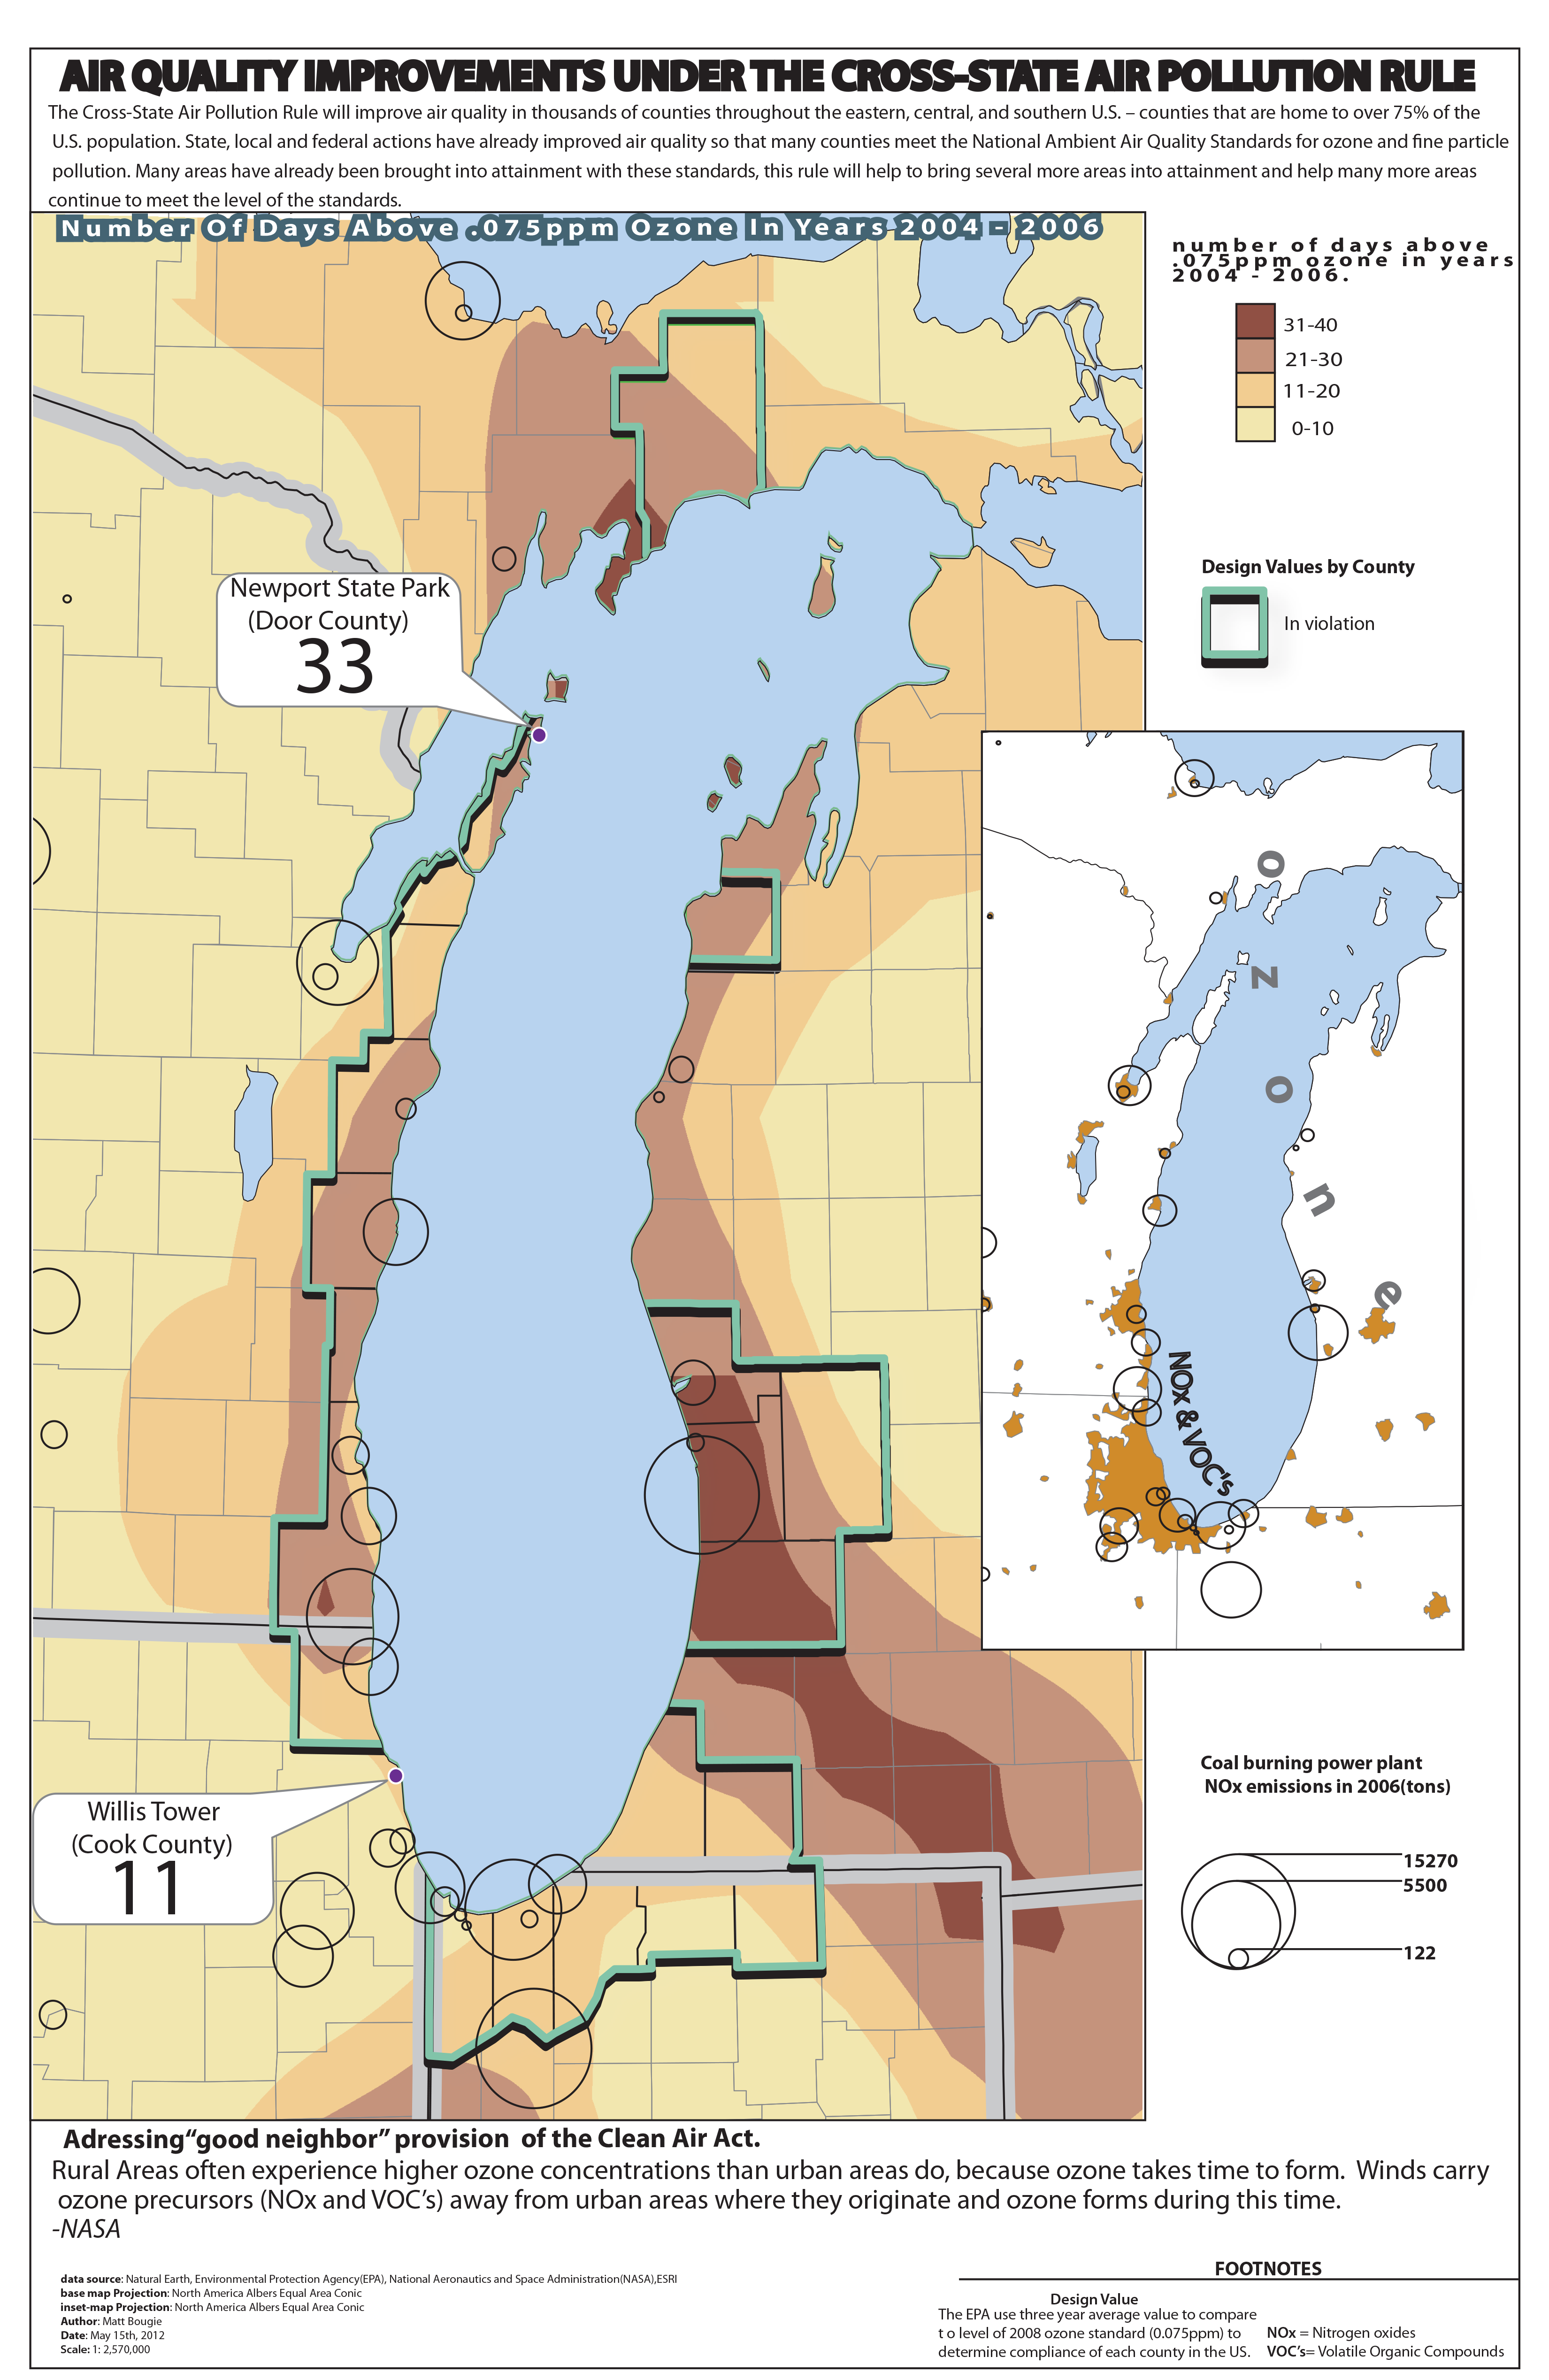 AIR QUALITY IMPROVEMENTS UNDER THE CROSS-STATE AIR POLLUTION RULE
The Cross-State Air Pollution Rule will improve air quality in thousands of counties throughout the eastern, central, and southern U.S. – counties that are home to over 75% of the
U.S. population. State, local and federal actions have already improved air quality so that many counties meet the National Ambient Air Quality Standards for ozone and fine particle
pollution. Many areas have already been brought into attainment with these standards, this rule will help to bring several more areas into attainment and help many more areas
continue to meet the level of the standards.
Number Of Days Above .075ppm Ozone In Years 2004 - 2006
number of days above
.075ppm ozone in years
2004 - 2006.
31-40
21-30
11-20
0-10
Design Values by County
In violation
Newport State Park
(Door County)
33
o
z
o
n
e
NOx & VOC's
Willis Tower
(Cook County)
11
Coal burning power plant
NOx emissions in 2006(tons)
15270
5500
122
Adressing“good neighbor” provision of the Clean Air Act.
Rural Areas often experience higher ozone concentrations than urban areas do, because ozone takes time to form. Winds carry
ozone precursors (NOx and VOC’s) away from urban areas where they originate and ozone forms during this time.
-NASA
data source: Natural Earth, Environmental Protection Agency(EPA), National Aeronautics and Space Administration(NASA),ESRI
base map Projection: North America Albers Equal Area Conic
inset-map Projection: North America Albers Equal Area Conic
Author: Matt Bougie
Date: May 15th, 2012
Scale: 1: 2,570,000
FOOTNOTES
Design Value
The EPA use three year average value to compare
t o level of 2008 ozone standard (0.075ppm) to
determine compliance of each county in the US.
NOx = Nitrogen oxides
VOC’s= Volatile Organic Compounds